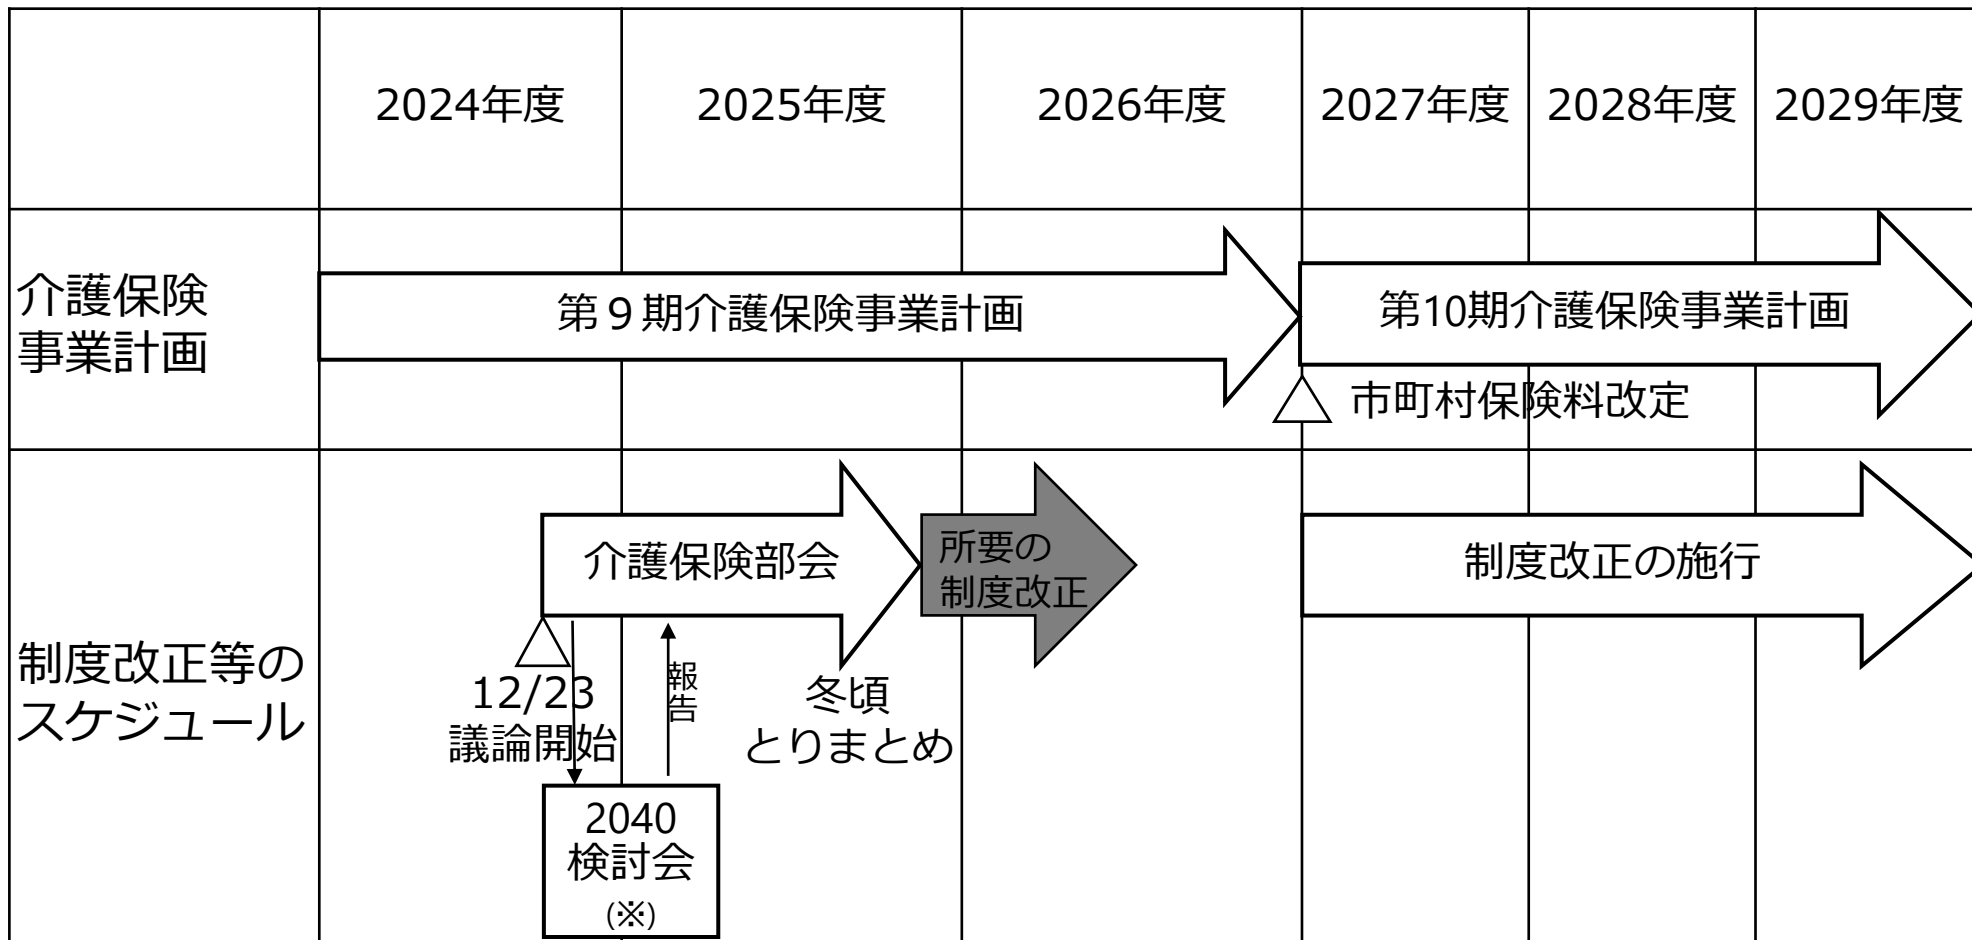 2024年度
2025年度
2026年度
2027年度
2028年度
2029年度
介護保険
事業計画
第９期介護保険事業計画
第10期介護保険事業計画
市町村保険料改定
制度改正等の
スケジュール
介護保険部会
所要の
制度改正
制度改正の施行
12/23
議論開始
報告
冬頃
とりまとめ
2040
検討会
(※)